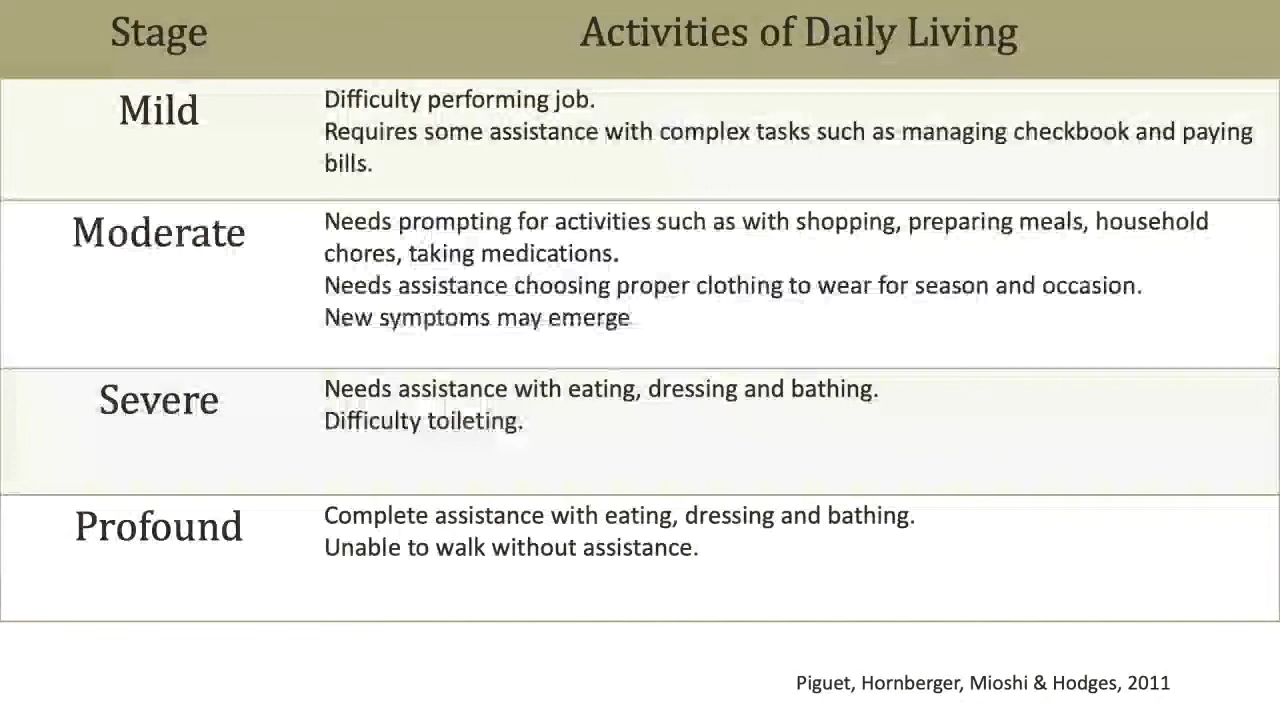 Stage
Activities of Daily Living
Mild
Difficulty performing job.
Requires some assistance with complex tasks such as managing checkbook and paying
bills.
Moderate
Needs prompting for activities such as with shopping, preparing meals, household
chores, taking medications.
Needs assistance choosing proper clothing to wear for season and occasion.
New symptoms may emerge
Severe
Needs assistance with eating, dressing and bathing.
Difficulty toileting.
Profound
Complete assistance with eating, dressing and bathing.
Unable to walk without assistance.
Piguet, Hornberger, Mioshi & Hodges, 2011